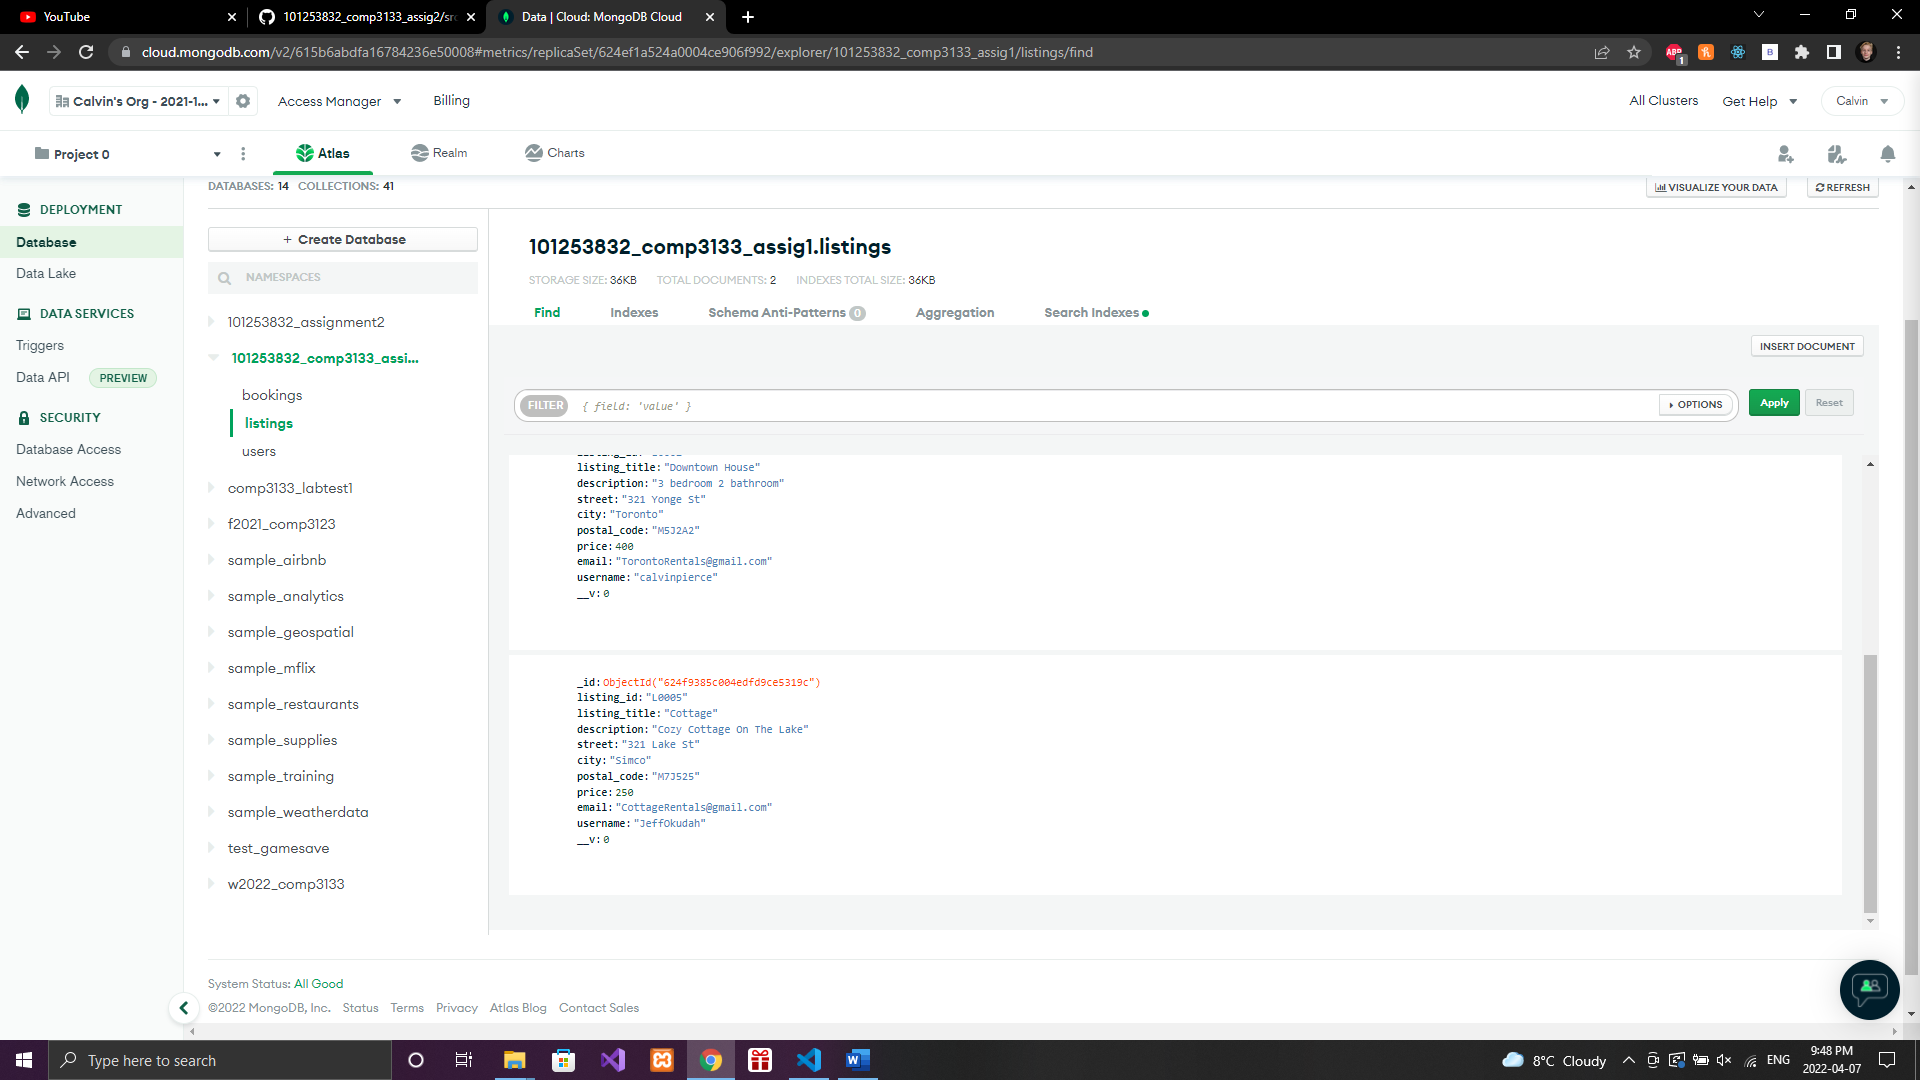 YouTube
101253832_comp3133_assig2/src
Data | Cloud: MongoDB Cloud
cloud.mongodb.com/v2/615b6abdfa16784236e50008#metrics/replicaSet/624ef1a524a0004ce906f992/explorer/101253832_comp3133_assig1/listings/find
Calvin's Org - 2021-1...
Access Manager
Billing
All Clusters
Get Help
Calvin
Project 0
Atlas
Realm
Charts
DATABASES: 14 COLLECTIONS: 41
VISUALIZE YOUR DATA
REFRESH
DEPLOYMENT
Database
Data Lake
DATA SERVICES
Triggers
Data API PREVIEW
SECURITY
Database Access
Network Access
Advanced
+ Create Database
NAMESPACES
101253832_assignment2
101253832_comp3133_assi...
bookings
listings
users
comp3133_labtest1
f2021_comp3123
sample_airbnb
sample_analytics
sample_geospatial
sample_mflix
sample_restaurants
sample_supplies
sample_training
sample_weatherdata
test_gamesave
w2022_comp3133
101253832_comp3133_assig1.listings
STORAGE SIZE: 36KB TOTAL DOCUMENTS: 2 INDEXES TOTAL SIZE: 36KB
Find Indexes Schema Anti-Patterns 0 Aggregation Search Indexes
INSERT DOCUMENT
FILTER { field: 'value' } OPTIONS Apply Reset
listing_title: "Downtown House"
description: "3 bedroom 2 bathroom"
street: "321 Yonge St"
city: "Toronto"
postal_code: "M5J2A2"
price: 400
email: "TorontoRentals@gmail.com"
username: "calvinpierce"
__v: 0
_id: ObjectId("624f9385c004edfd9ce5319c")
listing_id: "L0005"
listing_title: "Cottage"
description: "Cozy Cottage On The Lake"
street: "321 Lake St"
city: "Simco"
postal_code: "M7J525"
price: 250
email: "CottageRentals@gmail.com"
username: "JeffOkudah"
__v: 0
System Status: All Good
©2022 MongoDB, Inc. Status Terms Privacy Atlas Blog Contact Sales
Type here to search
8°C Cloudy
ENG
9:48 PM
2022-04-07